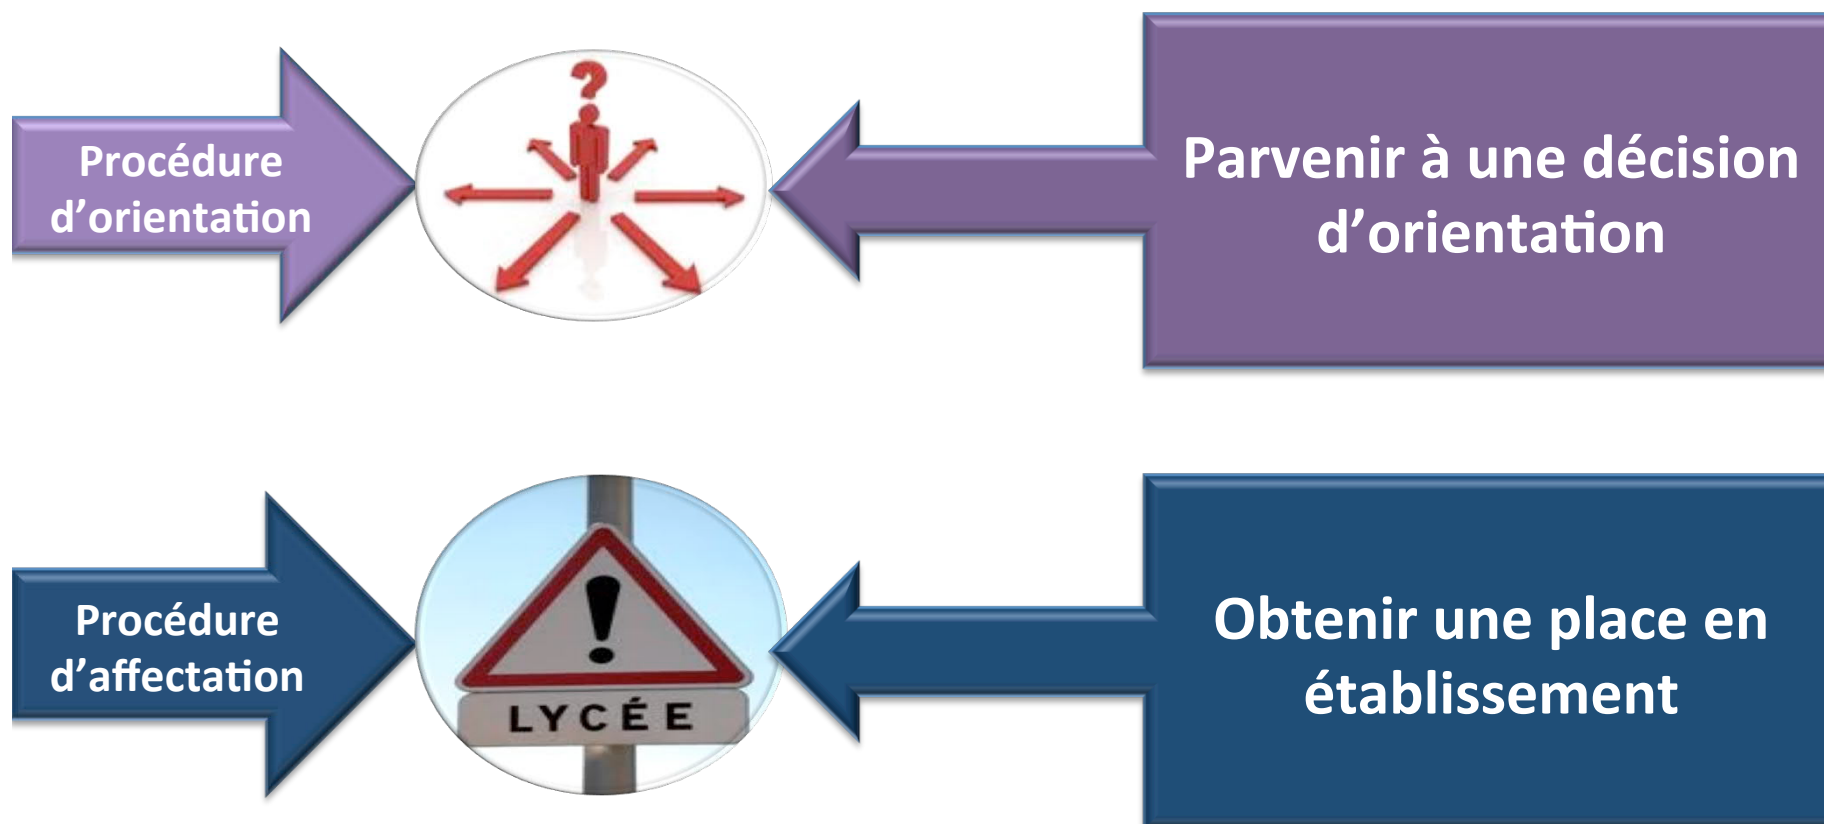 Procédure
d’orientation
?
Parvenir à une décision
d’orientation
Procédure
d’affectation
!
LYCÉE
Obtenir une place en
établissement